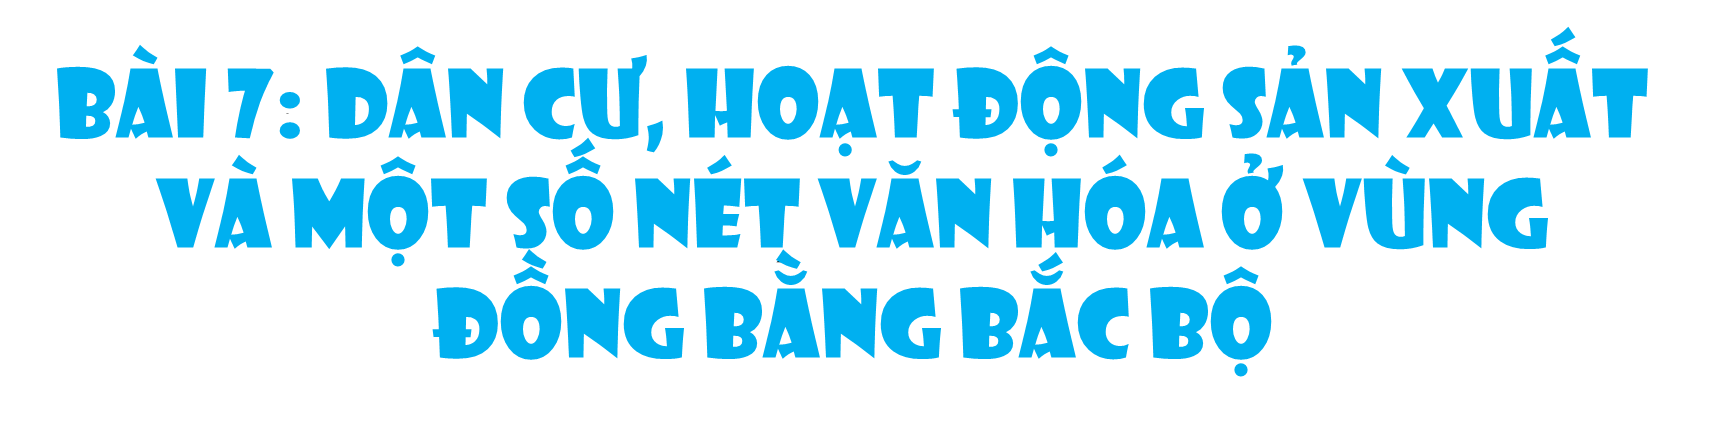 BÀI 7: DÂN CƯ, HOẠT ĐỘNG SẢN XUẤT
VÀ MỘT SỐ NÉT VĂN HÓA Ở VÙNG
ĐỒNG BẰNG BẮC BỘ